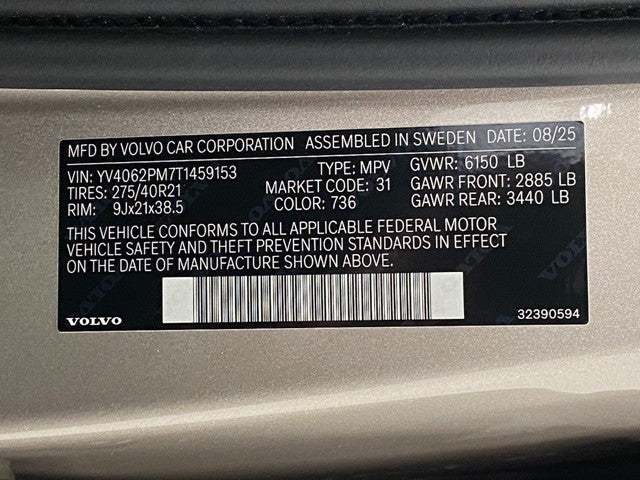 MFD BY VOLVO CAR CORPORATION ASSEMBLED IN SWEDEN DATE: 08/25
VIN: YV4062PM7T1459153 TYPE: MPV GVWR: 6150 LB
TIRES: 275/40R21 MARKET CODE: 31 GAWR FRONT: 2885 LB
RIM: 9Jx21x38.5 COLOR: 736 GAWR REAR: 3440 LB
THIS VEHICLE CONFORMS TO ALL APPLICABLE FEDERAL MOTOR
VEHICLE SAFETY AND THEFT PREVENTION STANDARDS IN EFFECT
ON THE DATE OF MANUFACTURE SHOWN ABOVE.
VOLVO 32390594